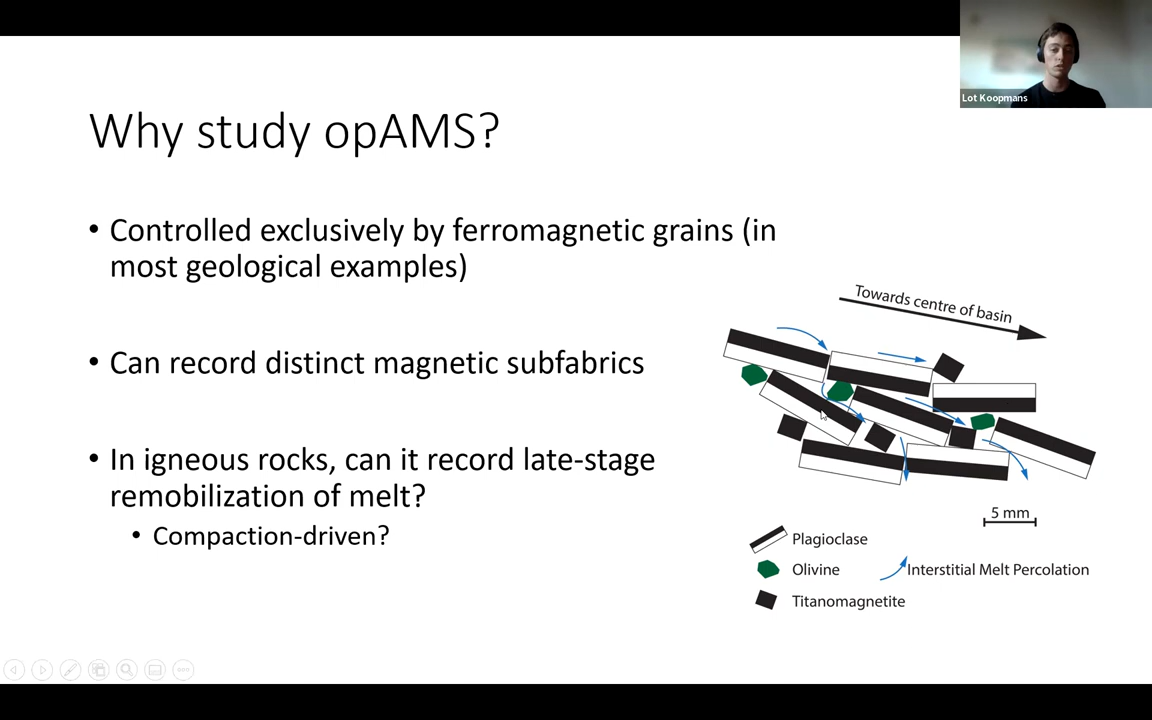 Lot Koopmans
Why study opAMS?
• Controlled exclusively by ferromagnetic grains (in
most geological examples)
• Can record distinct magnetic subfabrics
• In igneous rocks, can it record late-stage
remobilization of melt?
• Compaction-driven?
Towards centre of basin
5 mm
Plagioclase
Olivine
Interstitial Melt Percolation
Titanomagnetite